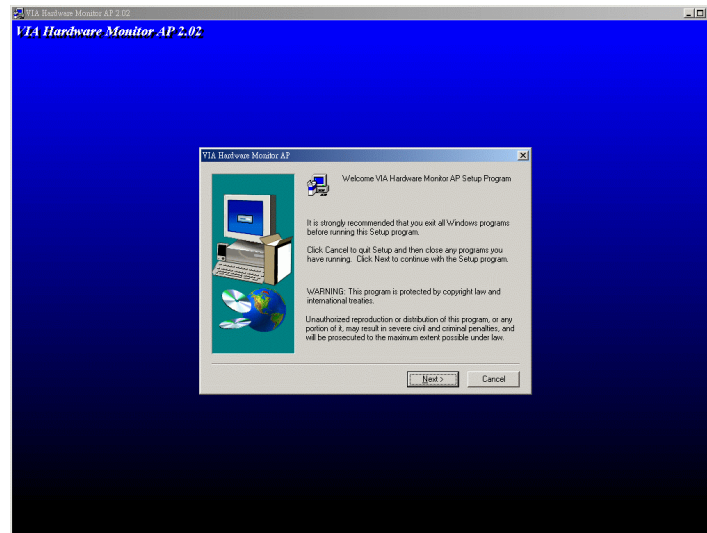 VIA Hardware Monitor AP 2.02
VIA Hardware Monitor AP 2.02
VIA Hardware Monitor AP
Welcome VIA Hardware Monitor AP Setup Program
It is strongly recommended that you exit all Windows programs
before running this Setup program.
Click Cancel to quit Setup and then close any programs you
have running. Click Next to continue with the Setup program.
WARNING: This program is protected by copyright law and
international treaties.
Unauthorized reproduction or distribution of this program, or any
portion of it, may result in severe civil and criminal penalties, and
will be prosecuted to the maximum extent possible under law.
Next > Cancel